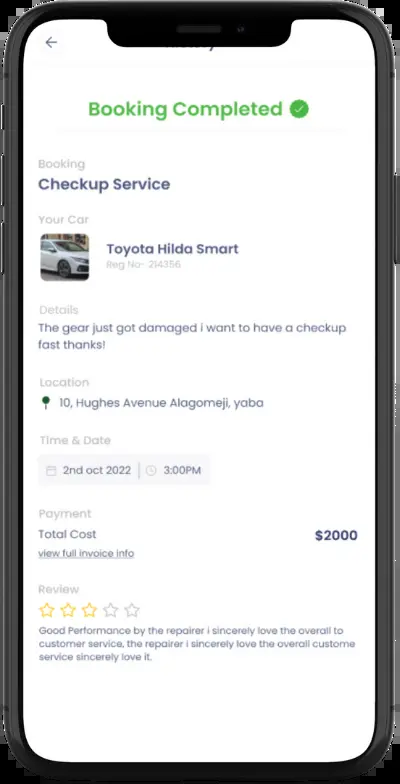 Booking Completed
Booking
Checkup Service
Your Car
Toyota Hilda Smart
Reg No- 214356
Details
The gear just got damaged i want to have a checkup
fast thanks!
Location
10, Hughes Avenue Alagomeji, yaba
Time & Date
2nd oct 2022 3:00PM
Payment
Total Cost $2000
view full invoice info
Review
Good Performance by the repairer i sincerely love the overall to
customer service, the repairer i sincerely love the overall custome
service sincerely love it.